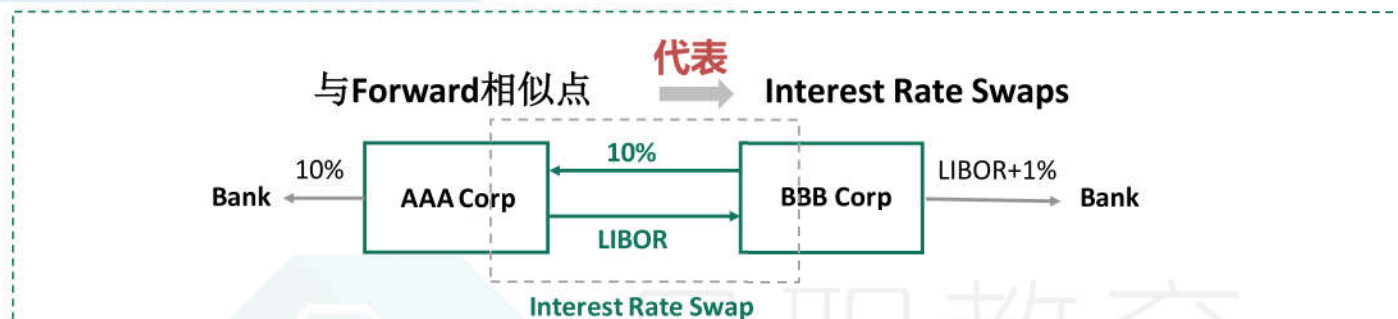 代表
与Forward相似点 Interest Rate Swaps
10% 10% LIBOR+1%
Bank AAA Corp BBB Corp Bank
LIBOR
Interest Rate Swap